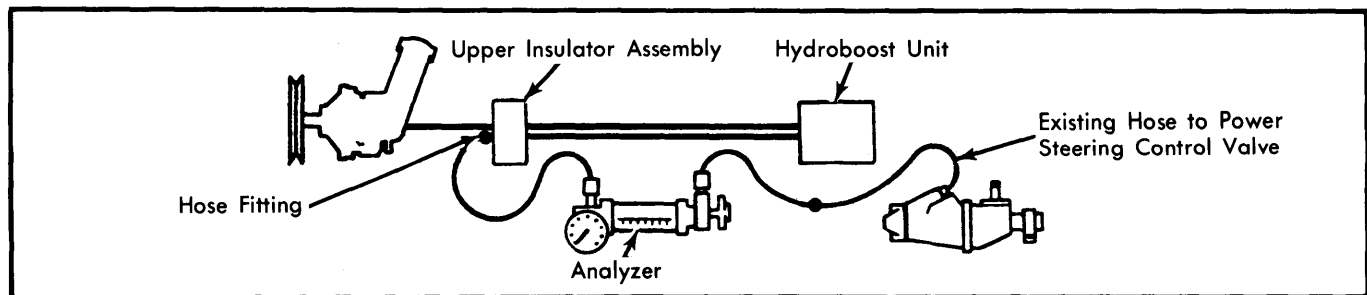 Upper Insulator Assembly
Hydroboost Unit
Existing Hose to Power
Steering Control Valve
Hose Fitting
Analyzer